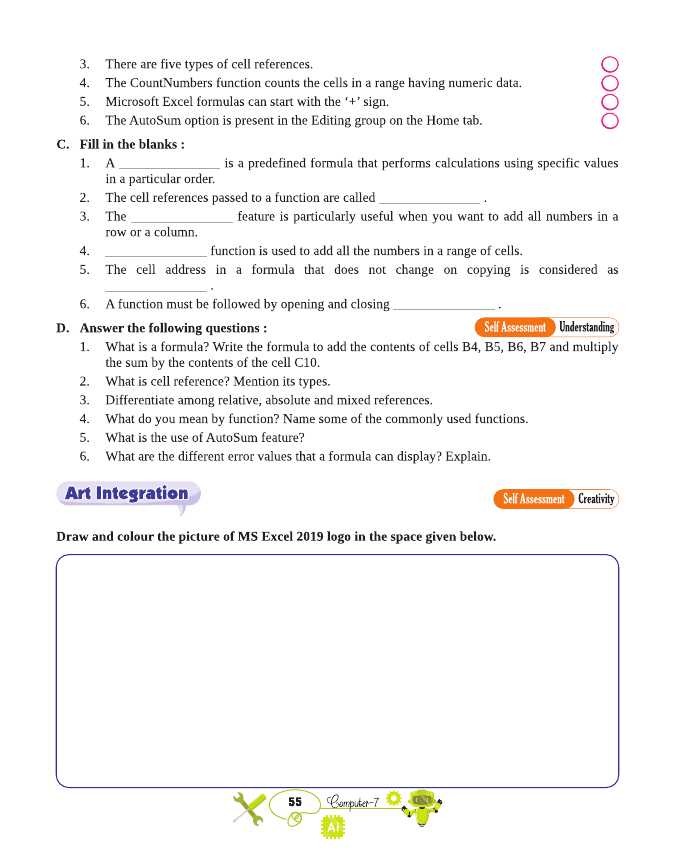 3. There are five types of cell references.
4. The CountNumbers function counts the cells in a range having numeric data.
5. Microsoft Excel formulas can start with the ‘+’ sign.
6. The AutoSum option is present in the Editing group on the Home tab.
C. Fill in the blanks :
1. A _______________ is a predefined formula that performs calculations using specific values
in a particular order.
2. The cell references passed to a function are called _______________ .
3. The _______________ feature is particularly useful when you want to add all numbers in a
row or a column.
4. _______________ function is used to add all the numbers in a range of cells.
5. The cell address in a formula that does not change on copying is considered as
_______________ .
6. A function must be followed by opening and closing _______________ .
D. Answer the following questions : Self Assessment Understanding
1. What is a formula? Write the formula to add the contents of cells B4, B5, B6, B7 and multiply
the sum by the contents of the cell C10.
2. What is cell reference? Mention its types.
3. Differentiate among relative, absolute and mixed references.
4. What do you mean by function? Name some of the commonly used functions.
5. What is the use of AutoSum feature?
6. What are the different error values that a formula can display? Explain.
Art Integration Self Assessment Creativity
Draw and colour the picture of MS Excel 2019 logo in the space given below.
55 Computer-7
AI